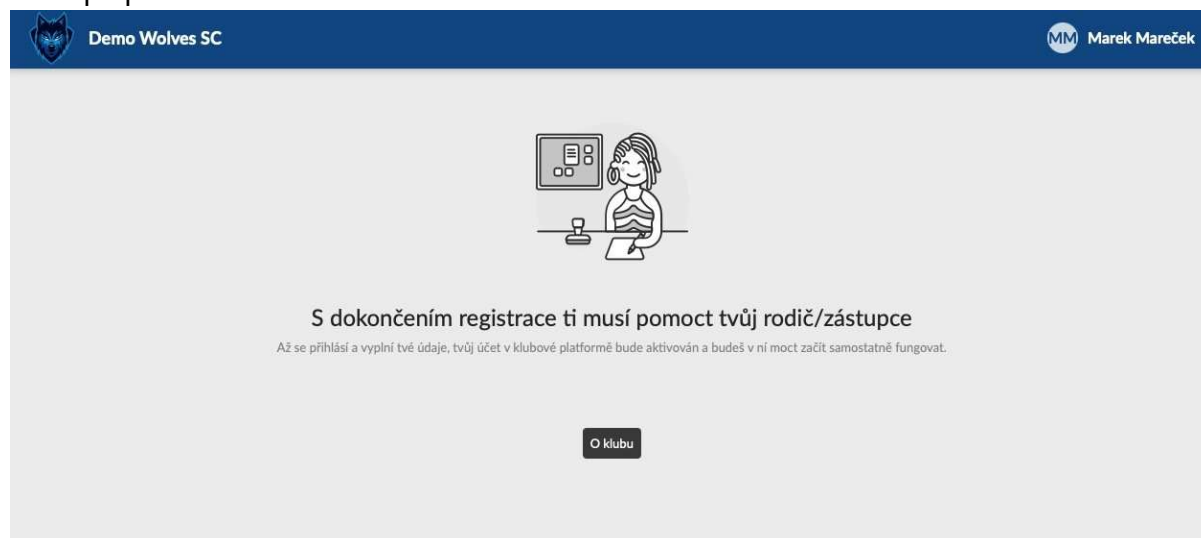 Demo Wolves SC
MM Marek Mareček
S dokončením registrace ti musí pomoct tvůj rodič/zástupce
Až se přihlásí a vyplní tvé údaje, tvůj účet v klubové platformě bude aktivován a budeš v ní moct začít samostatně fungovat.
O klubu